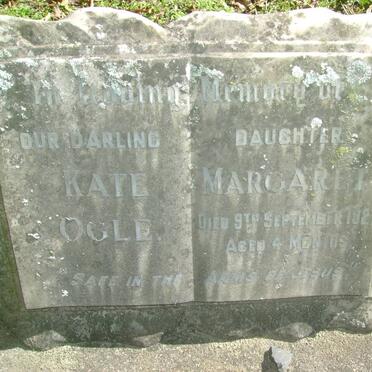 In Loving Memory of
OUR DARLING DAUGHTER
KATE MARGARET
OGLE. DIED 9TH SEPTEMBER 192
AGED 4 MONTHS
SAFE IN THE ARMS OF JESUS